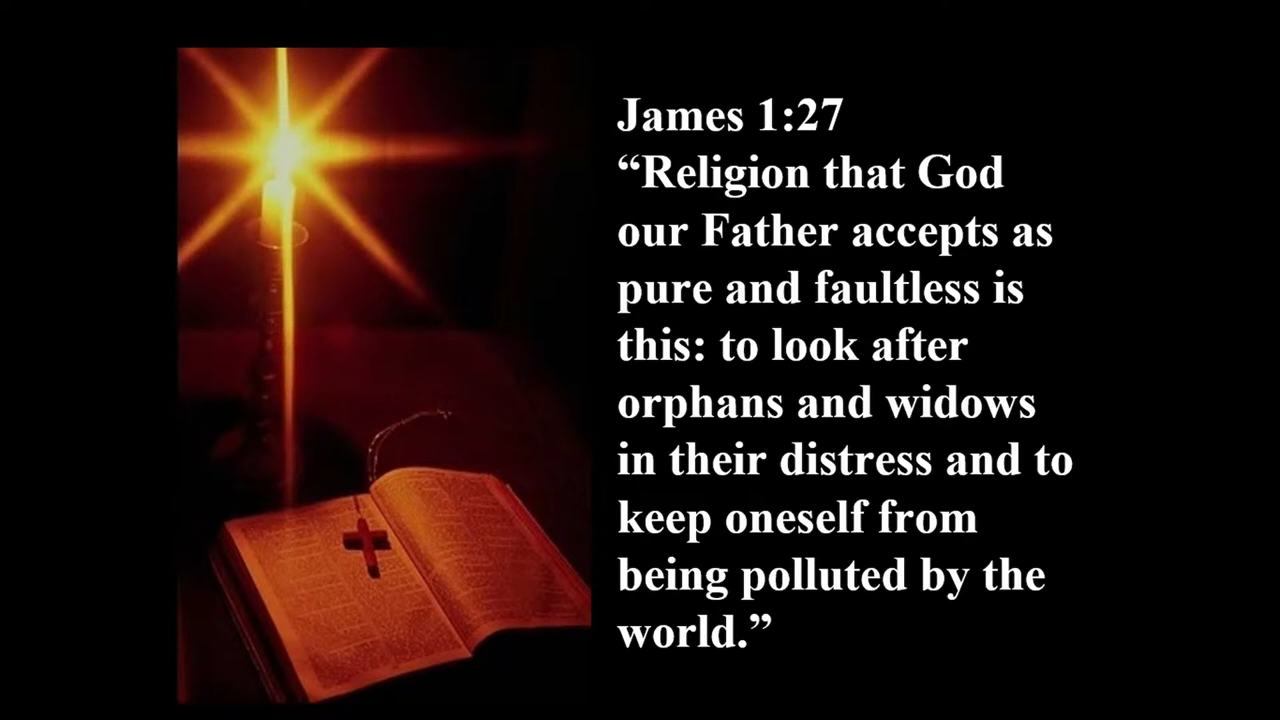 James 1:27
“Religion that God
our Father accepts as
pure and faultless is
this: to look after
orphans and widows
in their distress and to
keep oneself from
being polluted by the
world.”